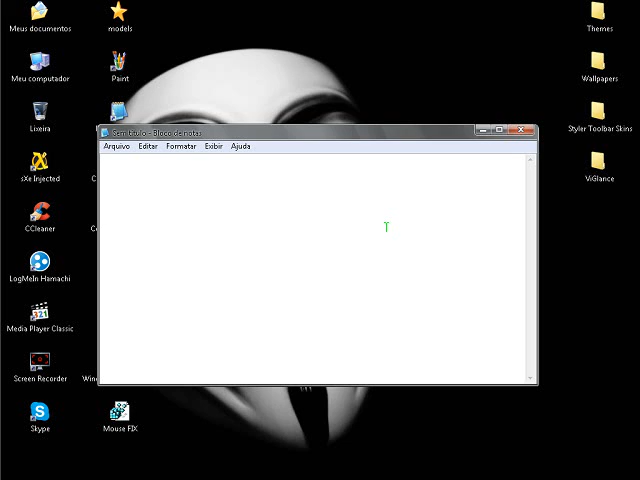 Meus documentos
models
Themes
Meu computador
Paint
Wallpapers
Lixeira
Styler Toolbar Skins
Sem título - Bloco de notas
Arquivo Editar Formatar Exibir Ajuda
sXe Injected
ViGlance
CCleaner
LogMeIn Hamachi
Media Player Classic
Screen Recorder
Skype
Mouse FIX